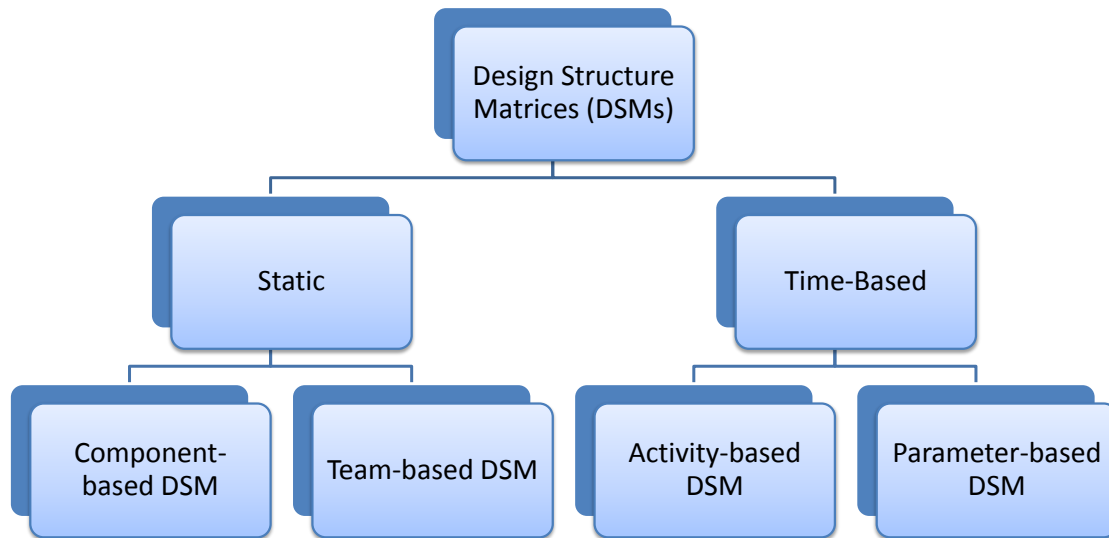 Design Structure
Matrices (DSMs)
Static
Time-Based
Component-
based DSM
Team-based DSM
Activity-based
DSM
Parameter-based
DSM